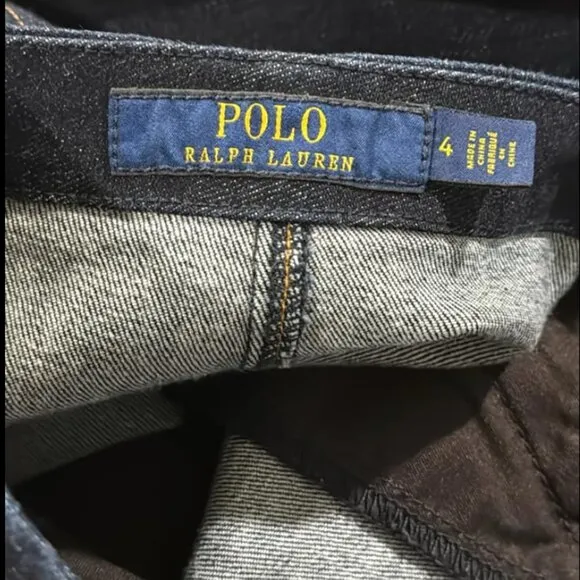 POLO
RALPH LAUREN
4
MADE IN
CHINA
FABRIQUÉ
EN
CHINE